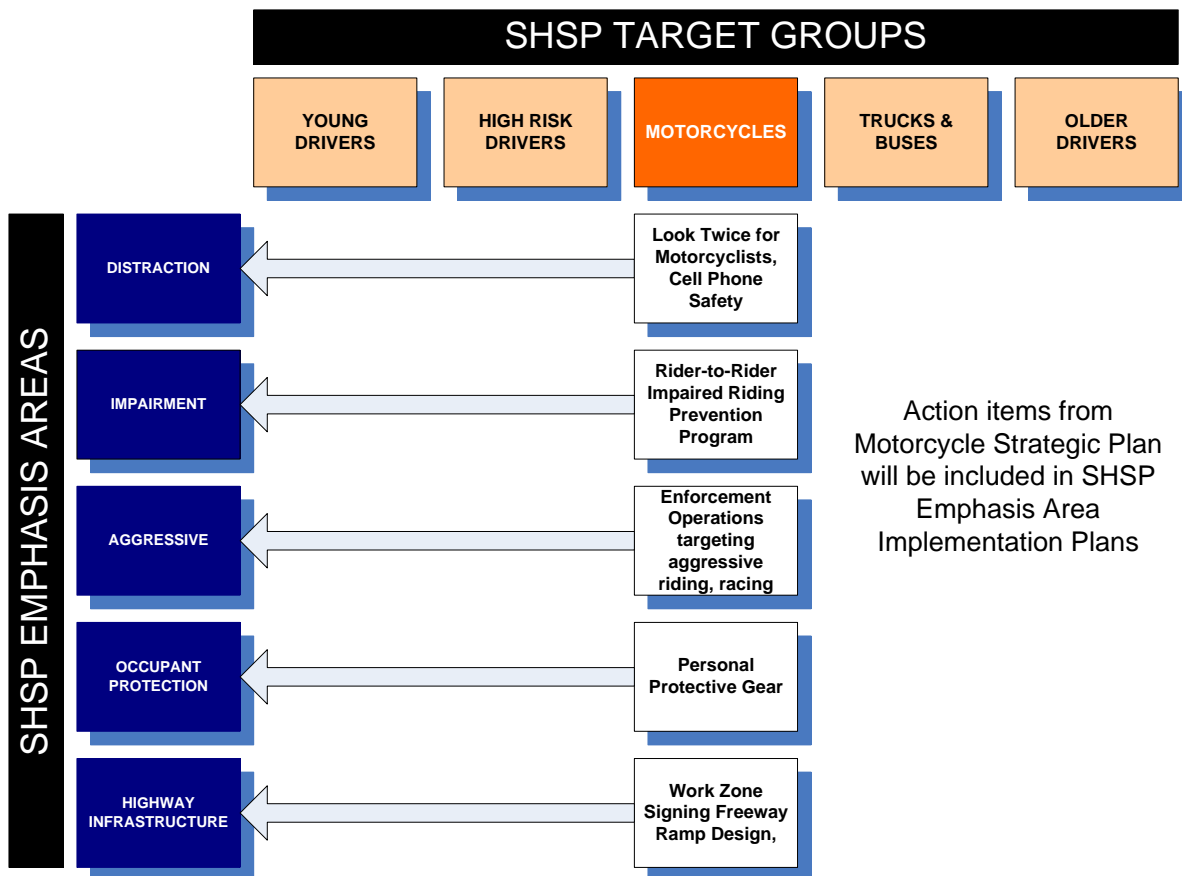 SHSP TARGET GROUPS
YOUNG
DRIVERS
HIGH RISK
DRIVERS
MOTORCYCLES
TRUCKS &
BUSES
OLDER
DRIVERS
SHSP EMPHASIS AREAS
DISTRACTION
Look Twice for
Motorcyclists,
Cell Phone
Safety
IMPAIRMENT
Rider-to-Rider
Impaired Riding
Prevention
Program
Action items from
Motorcycle Strategic Plan
will be included in SHSP
Emphasis Area
Implementation Plans
AGGRESSIVE
Enforcement
Operations
targeting
aggressive
riding, racing
OCCUPANT
PROTECTION
Personal
Protective Gear
HIGHWAY
INFRASTRUCTURE
Work Zone
Signing Freeway
Ramp Design,